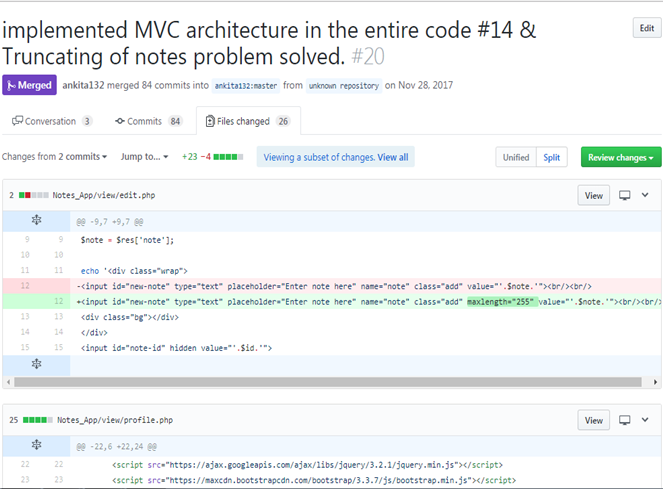 implemented MVC architecture in the entire code #14 &
Truncating of notes problem solved. #20
Edit
Merged ankita132 merged 84 commits into ankita132:master from unknown repository on Nov 28, 2017
Conversation 3 Commits 84 Files changed 26
Changes from 2 commits Jump to... +23 −4 Viewing a subset of changes. View all Unified Split Review changes
2 Notes_App/view/edit.php View
@@ -9,7 +9,7 @@
9 9 $note = $res['note'];
10 10
11 11 echo '<div class="wrap">
12 -<input id="new-note" type="text" placeholder="Enter note here" name="note" class="add" value="'.$note.'"><br/><br/>
12 +<input id="new-note" type="text" placeholder="Enter note here" name="note" class="add" maxlength="255" value="'.$note.'"><br/><br/>
13 13 <div class="bg"></div>
14 14 </div>
15 15 <input id="note-id" hidden value="'.$id.'">
25 Notes_App/view/profile.php View
@@ -22,6 +22,24 @@
22 22 <script src="https://ajax.googleapis.com/ajax/libs/jquery/3.2.1/jquery.min.js"></script>
23 23 <script src="https://maxcdn.bootstrapcdn.com/bootstrap/3.3.7/js/bootstrap.min.js"></script>